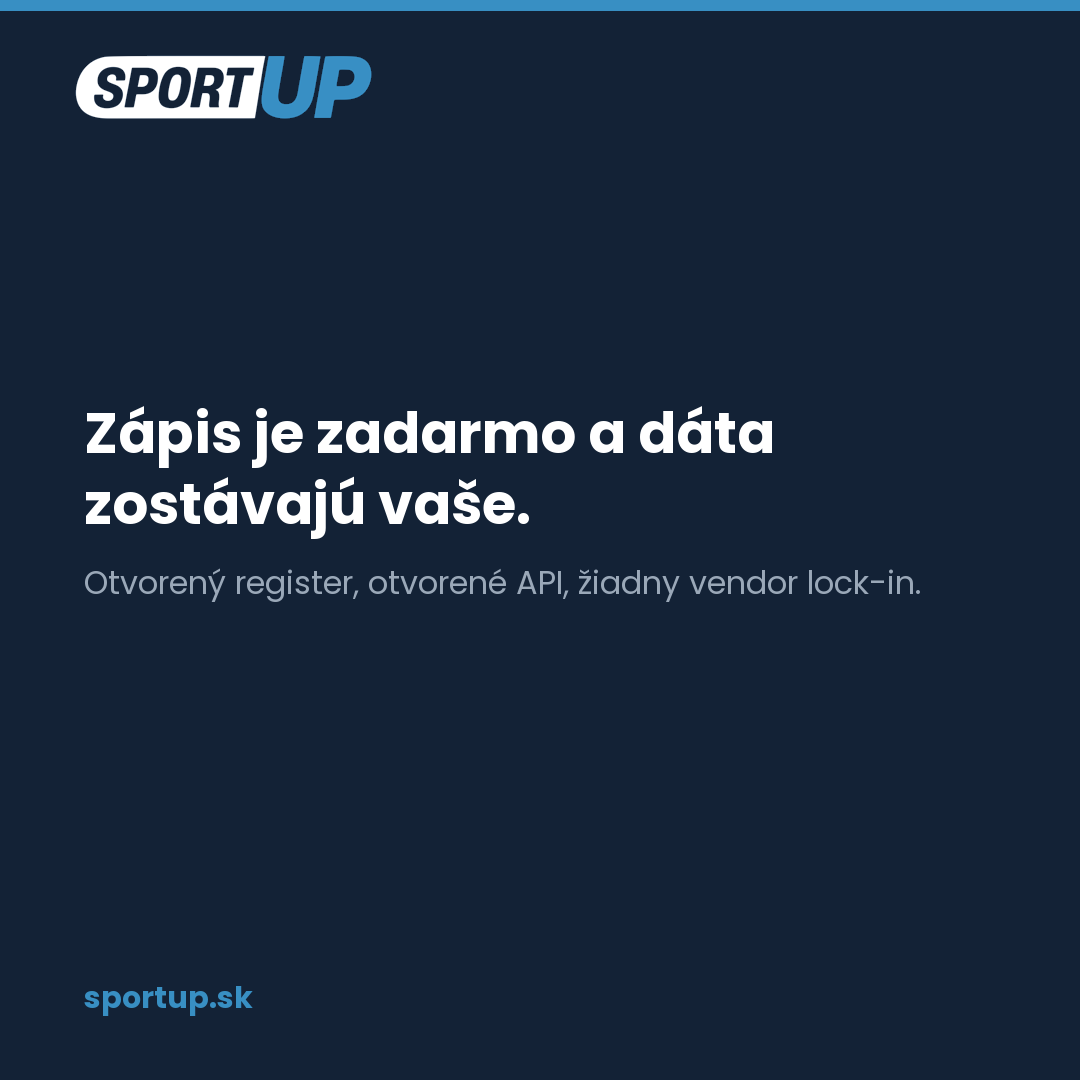 SPORTUP
Zápis je zadarmo a dáta
zostávajú vaše.
Otvorený register, otvorené API, žiadny vendor lock-in.
sportup.sk